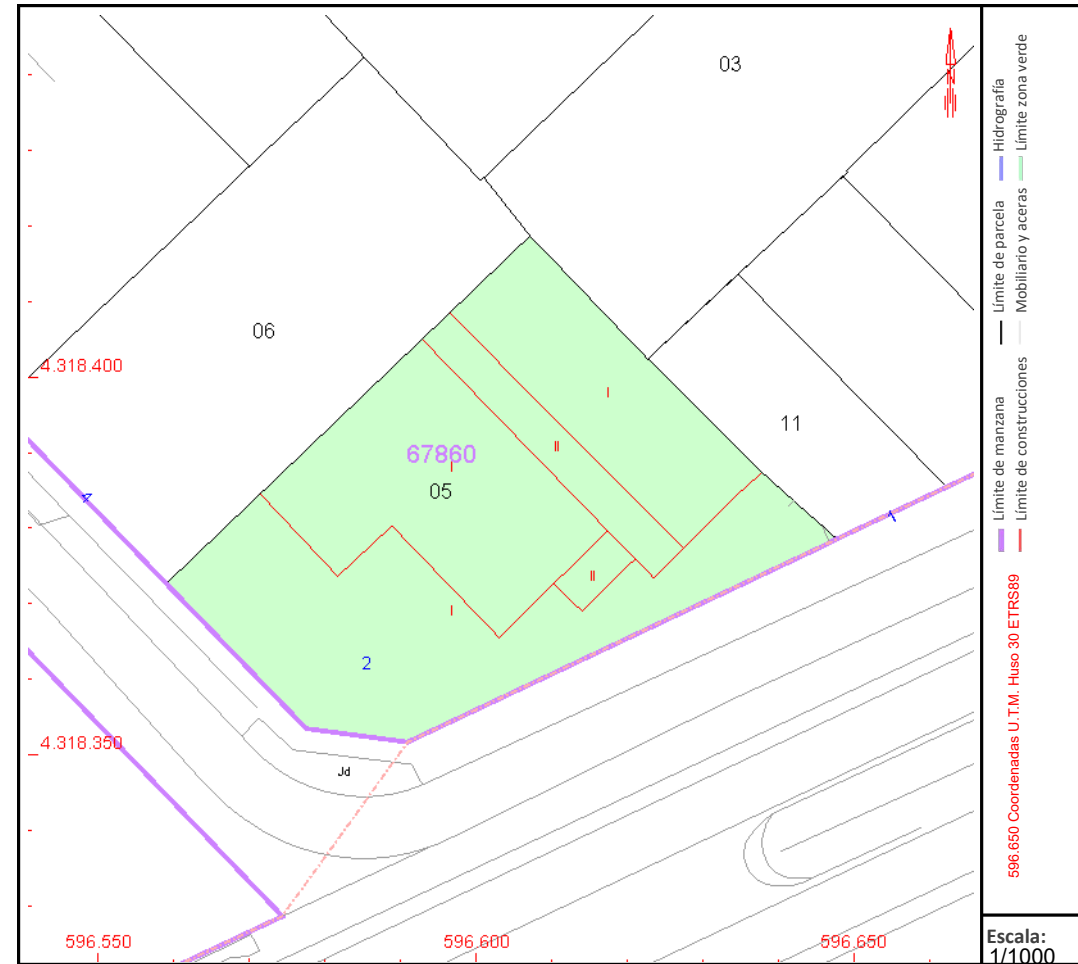 03
06
4.318.400
11
67860
I
II
I
05
II
I
2
4
1
4.318.350
Jd
596.550
596.600
596.650
N
Límite de manzana
Límite de parcela
Hidrografía
Límite de construcciones
Mobiliario y aceras
Límite zona verde
596.650 Coordenadas U.T.M. Huso 30 ETRS89
Escala:
1/1000